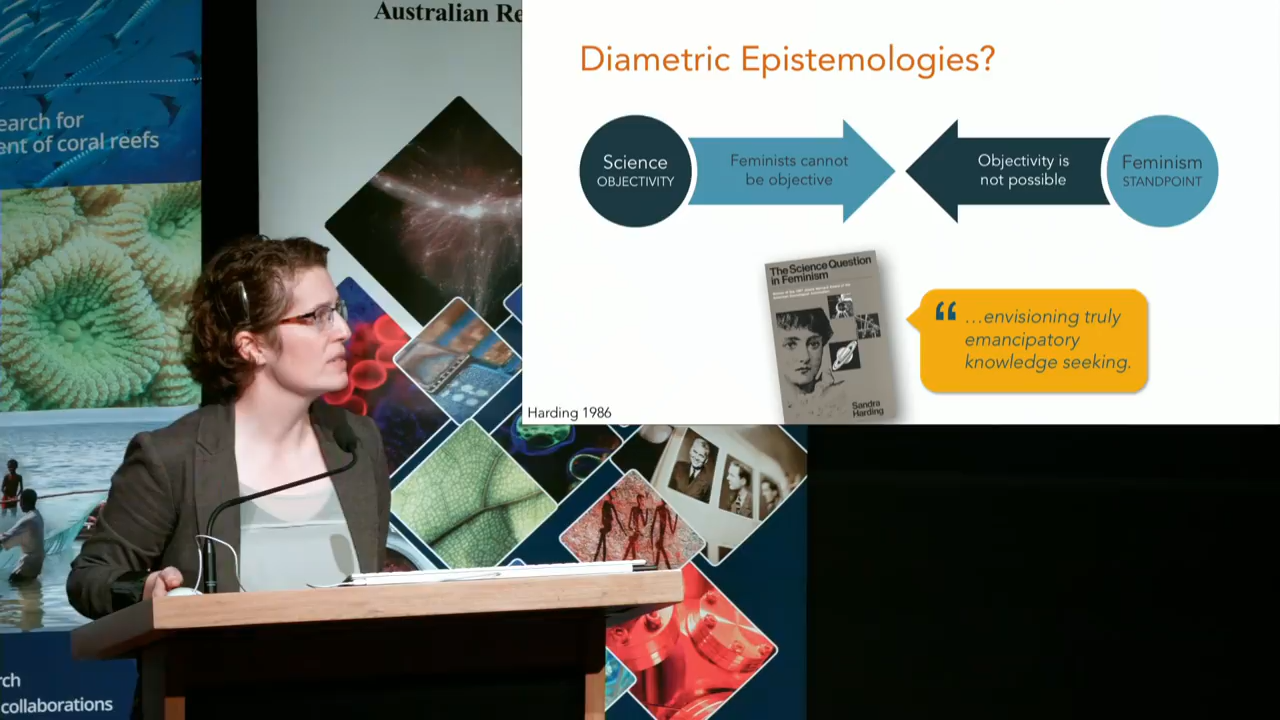 Australian Re
earch for
ent of coral reefs
Diametric Epistemologies?
Science
OBJECTIVITY
Feminists cannot
be objective
Objectivity is
not possible
Feminism
STANDPOINT
The Science Question
in Feminism
Sandra
Harding
“ …envisioning truly
emancipatory
knowledge seeking.
Harding 1986
rch
collaborations